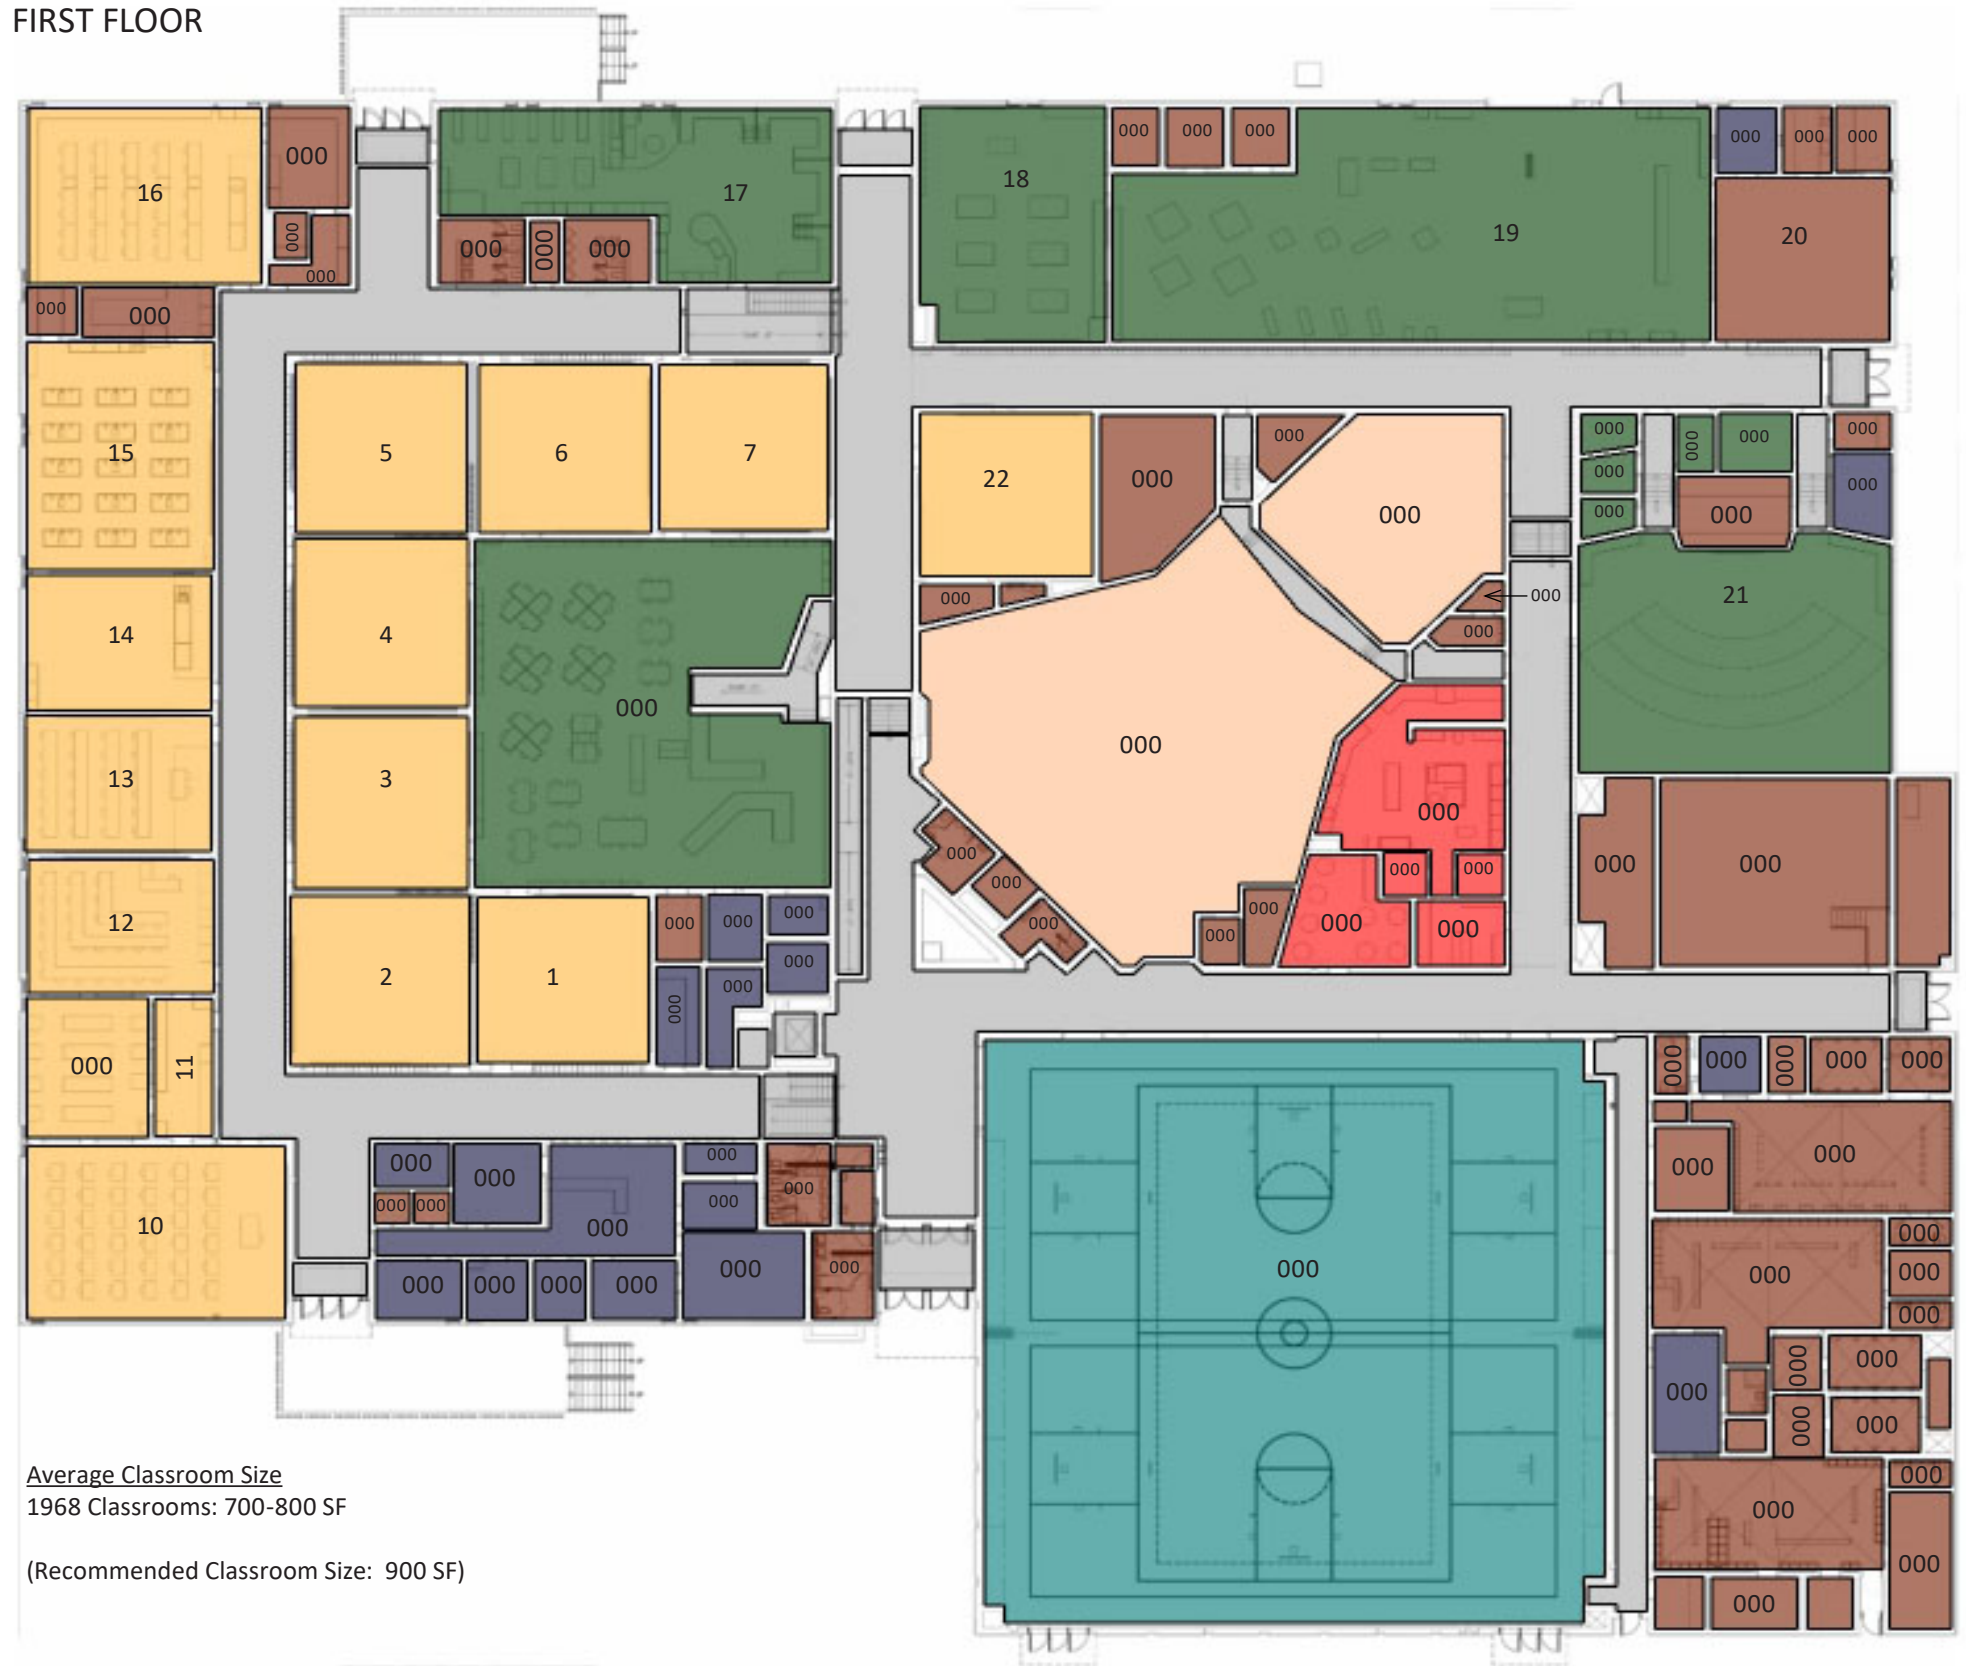 FIRST FLOOR
000 000 000 000 000 000
000 16 17 18 19 20
000 000 000 000 000
000
000 000
000 000 000 000 000
15 5 6 7 22 000 000 000 000
000 000 000
21
14 4 000 000 000
000
000 000
13 3 000
000 000 000
000 000 000
12 000 000 000 000 000
2 1 000 000 000 000 000
000 000
000 11 000 000 000 000 000
000 000 000 000 000 000
10 000 000 000 000 000
000
000 000 000 000 000 000 000 000 000
000
000 000 000
000 000
Average Classroom Size 000
1968 Classrooms: 700-800 SF 000
000
(Recommended Classroom Size: 900 SF)
000